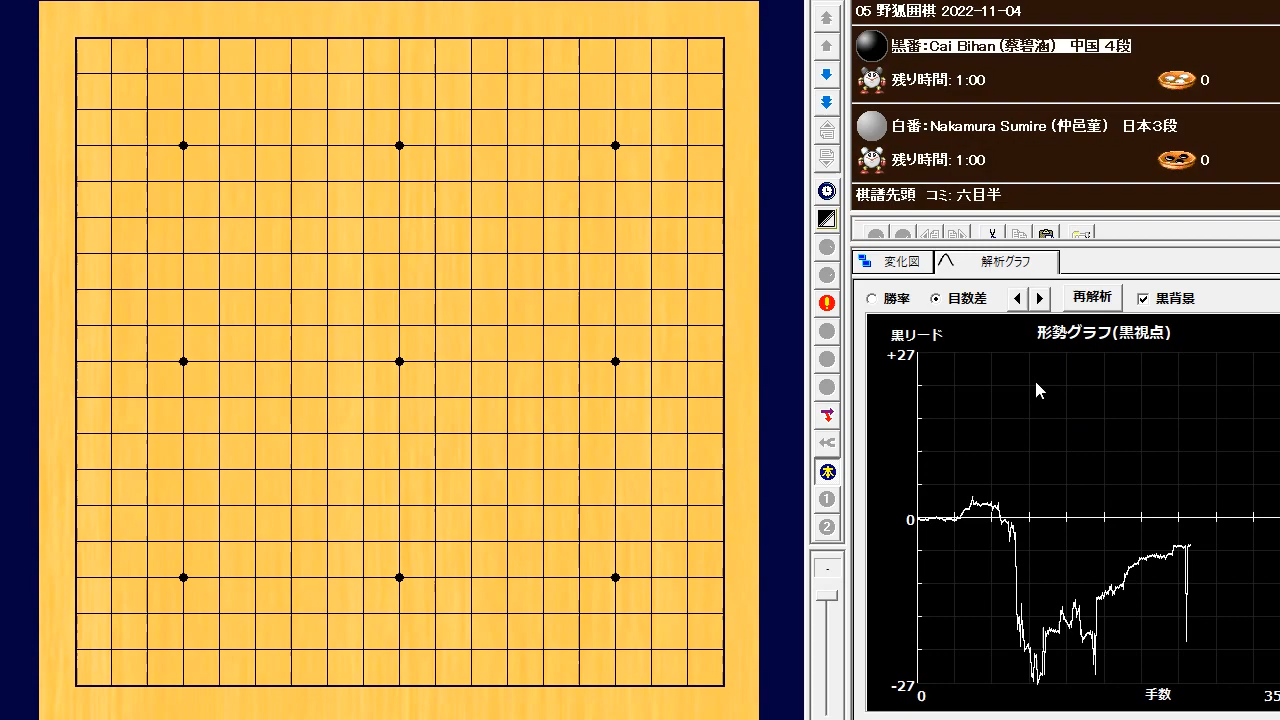 05 野狐囲棋 2022-11-04
黒番:Cai Bihan (蔡碧涵) 中国 4段
残り時間: 1:00 0
白番:Nakamura Sumire (仲邑菫) 日本3段
残り時間: 1:00 0
棋譜先頭 コミ: 六目半
変化図 解析グラフ
勝率 目数差 再解析 黒背景
黒リード 形勢グラフ(黒視点)
+27
0
-27
0 手数 35
本
1
2
-